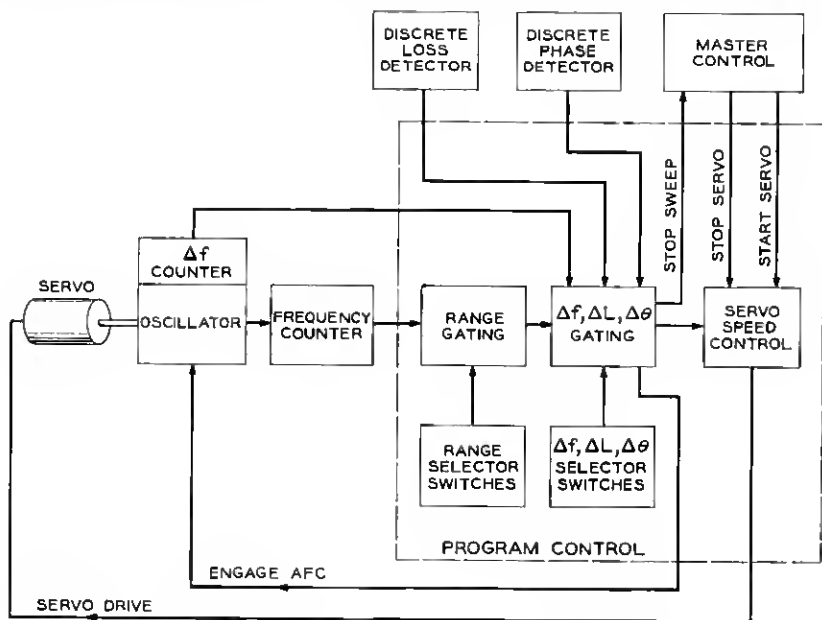 DISCRETE
LOSS
DETECTOR
DISCRETE
PHASE
DETECTOR
MASTER
CONTROL
STOP SWEEP
STOP SERVO
START SERVO
Δf
COUNTER
SERVO
OSCILLATOR
FREQUENCY
COUNTER
RANGE
GATING
Δf, ΔL, Δθ
GATING
SERVO
SPEED
CONTROL
RANGE
SELECTOR
SWITCHES
Δf, ΔL, Δθ
SELECTOR
SWITCHES
PROGRAM CONTROL
ENGAGE AFC
SERVO DRIVE